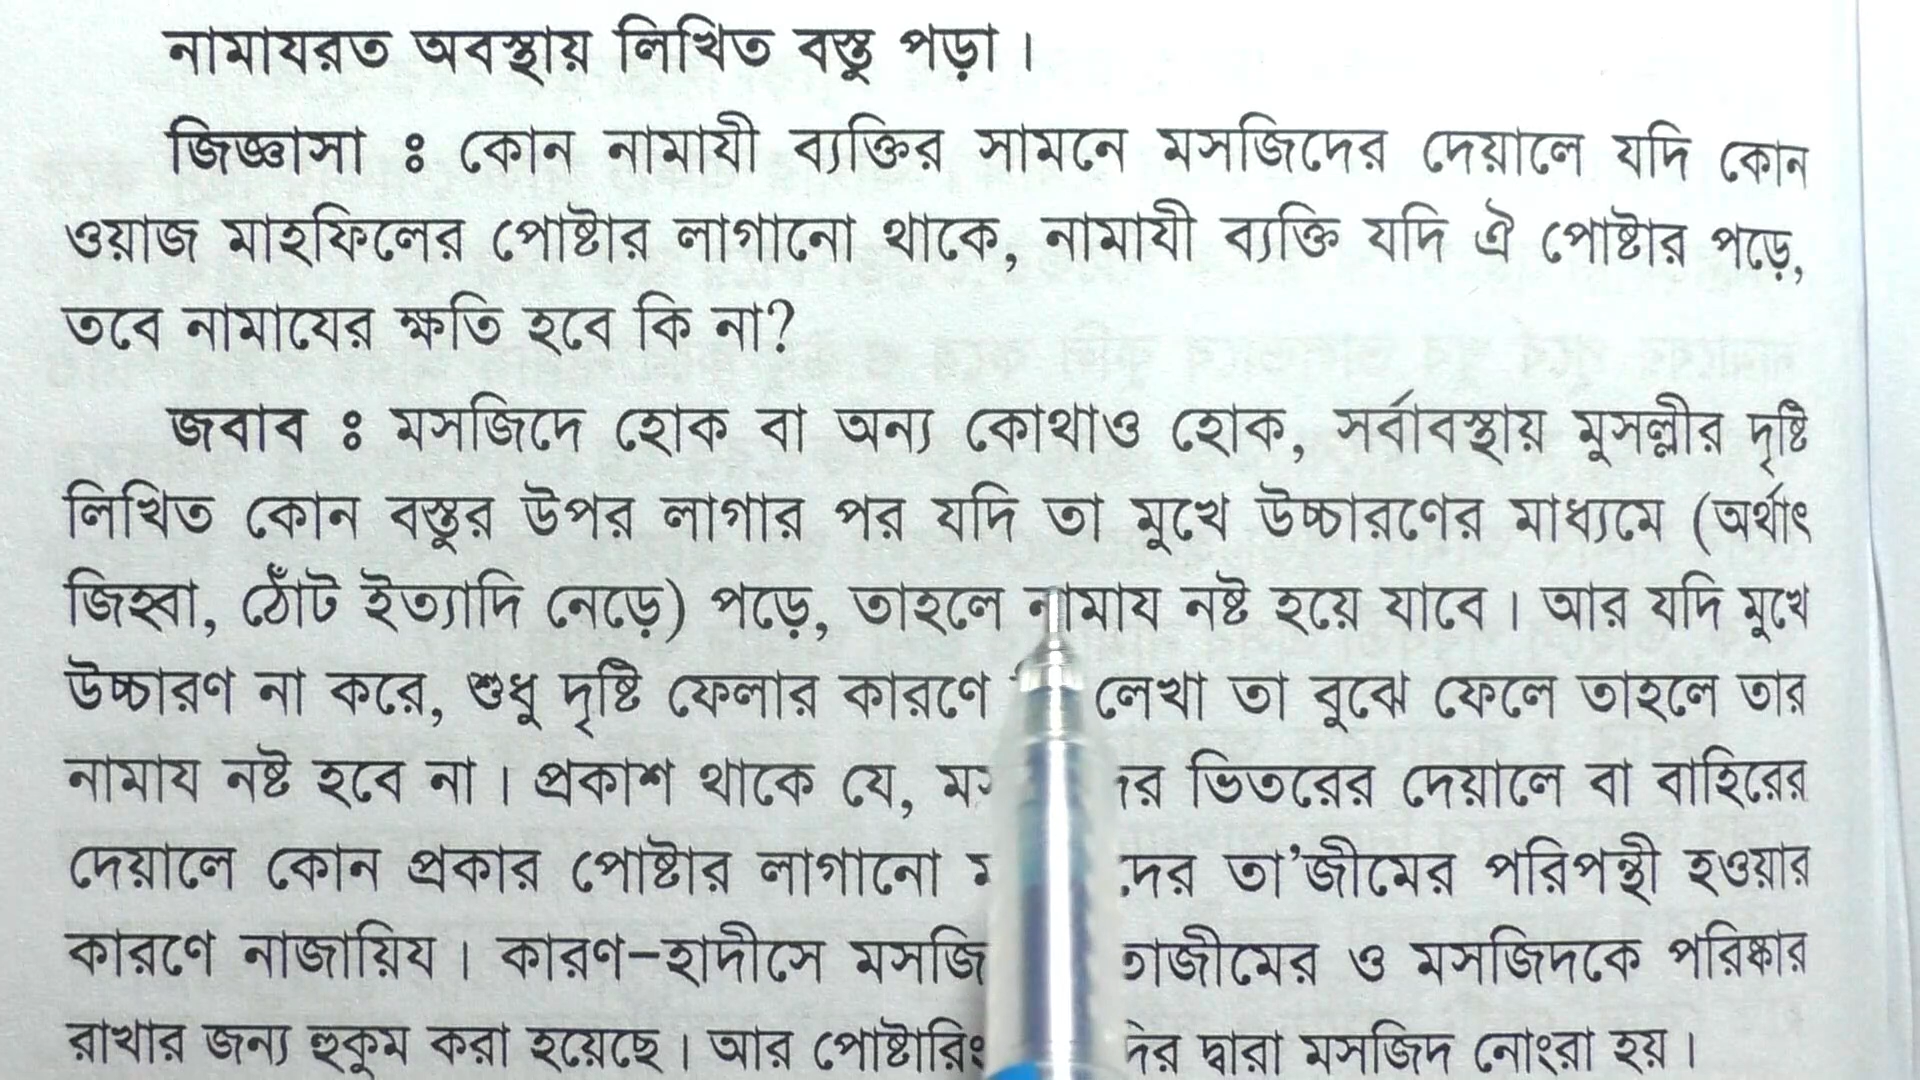 নামাযরত অবস্থায় লিখিত বস্তু পড়া।
জিজ্ঞাসা ঃ কোন নামাযী ব্যক্তির সামনে মসজিদের দেয়ালে যদি কোন
ওয়াজ মাহফিলের পোষ্টার লাগানো থাকে, নামাযী ব্যক্তি যদি ঐ পোষ্টার পড়ে,
তবে নামাযের ক্ষতি হবে কি না?
জবাব ঃ মসজিদে হোক বা অন্য কোথাও হোক, সর্বাবস্থায় মুসল্লীর দৃষ্টি
লিখিত কোন বস্তুর উপর লাগার পর যদি তা মুখে উচ্চারণের মাধ্যমে (অর্থাৎ
জিহ্বা, ঠোঁট ইত্যাদি নেড়ে) পড়ে, তাহলে নামায নষ্ট হয়ে যাবে। আর যদি মুখে
উচ্চারণ না করে, শুধু দৃষ্টি ফেলার কারণে লেখা তা বুঝে ফেলে তাহলে তার
নামায নষ্ট হবে না। প্রকাশ থাকে যে, ভিতরের দেয়ালে বা বাহিরের
দেয়ালে কোন প্রকার পোষ্টার লাগানো তা'জীমের পরিপন্থী হওয়ার
কারণে নাজায়িয। কারণ-হাদীসে ও মসজিদকে পরিষ্কার
রাখার জন্য হুকুম করা হয়েছে। আর দ্বারা মসজিদ নোংরা হয়।